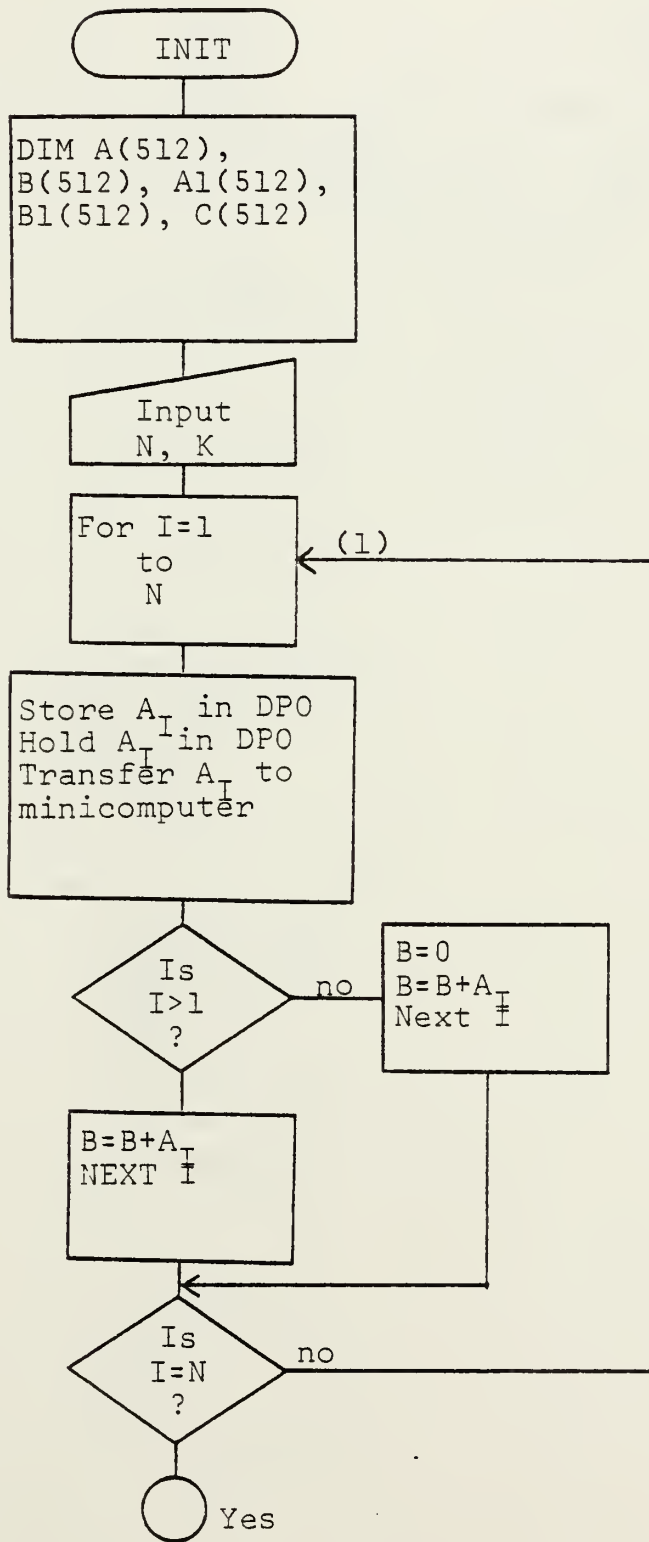 INIT
DIM A(512),
B(512), A1(512),
B1(512), C(512)
Input
N, K
For I=1
to
N
(1)
Store A_I in DPO
Hold A_I in DPO
Transfer A_I to
minicomputer
Is
I>1
?
no
B=0
B=B+A_I
Next I
B=B+A_I
NEXT I
Is
I=N
?
no
Yes